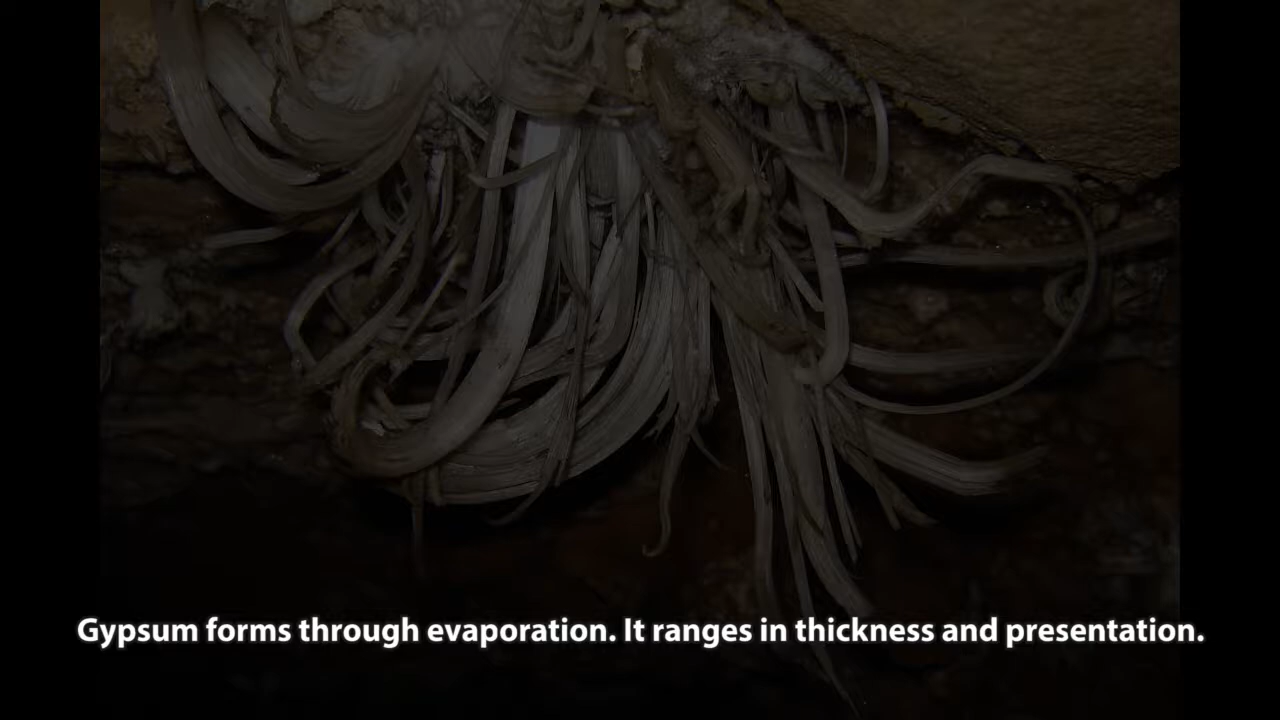 Gypsum forms through evaporation. It ranges in thickness and presentation.